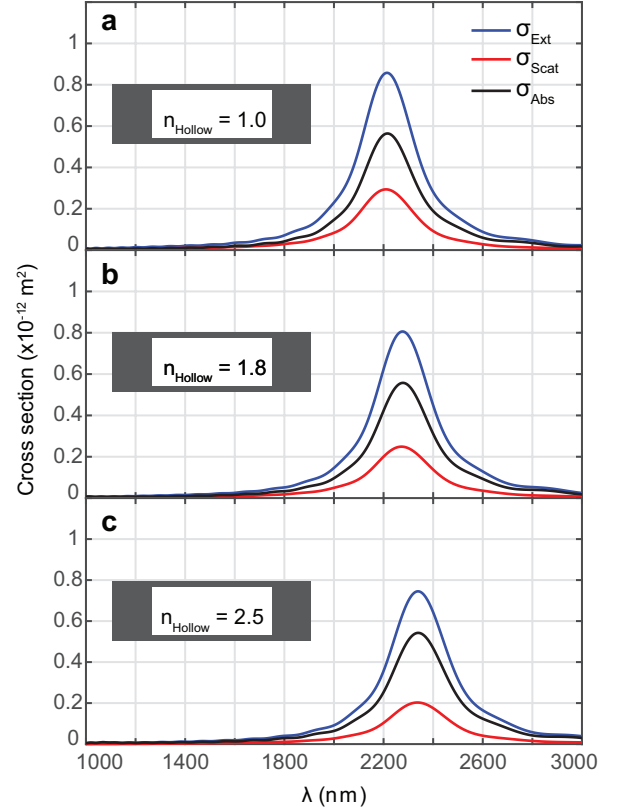 a
σExt
σScat
σAbs
nHollow = 1.0
1
0.8
0.6
0.4
0.2
0
b
nHollow = 1.8
1
0.8
0.6
0.4
0.2
0
Cross section (x10-12 m2)
c
nHollow = 2.5
1
0.8
0.6
0.4
0.2
0
1000 1400 1800 2200 2600 3000
λ (nm)